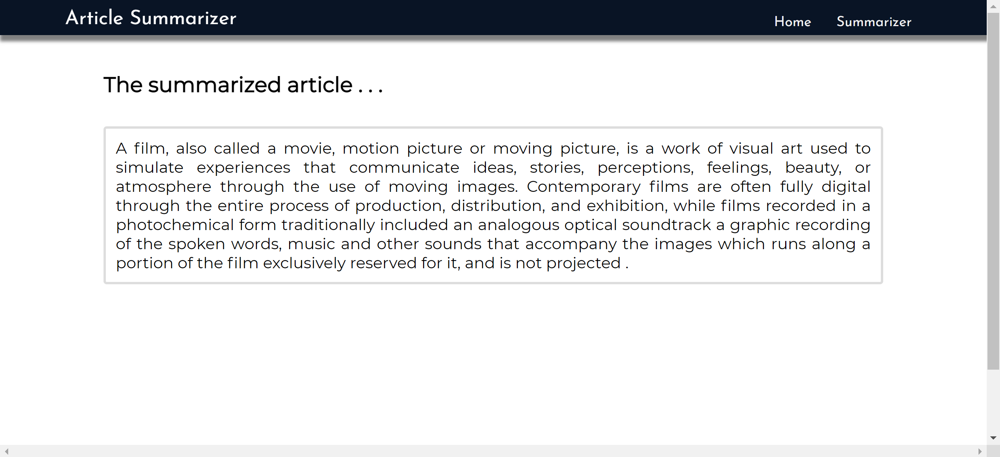 Article Summarizer
Home
Summarizer
The summarized article . . .
A film, also called a movie, motion picture or moving picture, is a work of visual art used to
simulate experiences that communicate ideas, stories, perceptions, feelings, beauty, or
atmosphere through the use of moving images. Contemporary films are often fully digital
through the entire process of production, distribution, and exhibition, while films recorded in a
photochemical form traditionally included an analogous optical soundtrack a graphic recording
of the spoken words, music and other sounds that accompany the images which runs along a
portion of the film exclusively reserved for it, and is not projected .